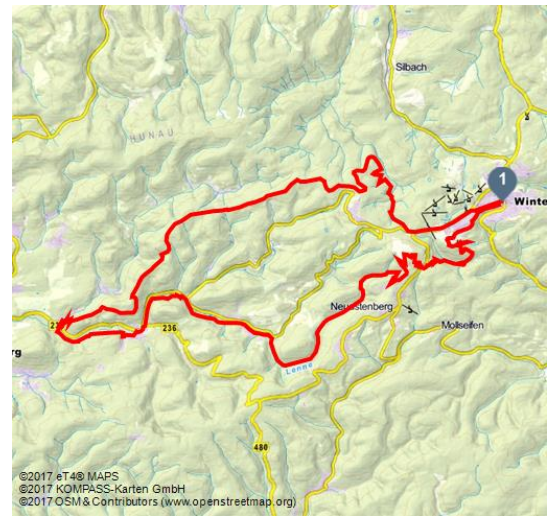 Silbach
HUNAU
1
Winte
Neuastenberg
Mollseifen
236
rg
Lenne
480
©2017 eT4® MAPS
©2017 KOMPASS-Karten GmbH
©2017 OSM & Contributors (www.openstreetmap.org)